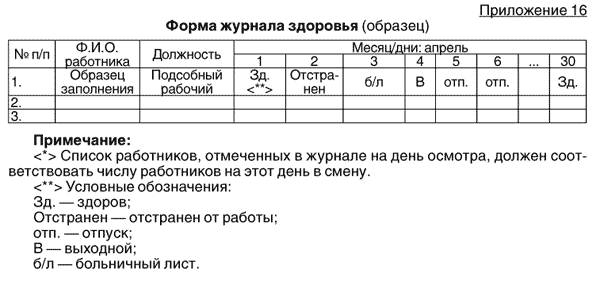 Приложение 16
Форма журнала здоровья (образец)
№ п/п Ф.И.О. работника Должность Месяц/дни: апрель
1 2 3 4 5 6 ... 30
1. Образец заполнения Подсобный рабочий Зд. <**> Отстра-нен б/л В отп. отп. Зд.
2.
3.
Примечание:
<*> Список работников, отмеченных в журнале на день осмотра, должен соот-
ветствовать числу работников на этот день в смену.
<**> Условные обозначения:
Зд. — здоров;
Отстранен — отстранен от работы;
отп. — отпуск;
В — выходной;
б/л — больничный лист.